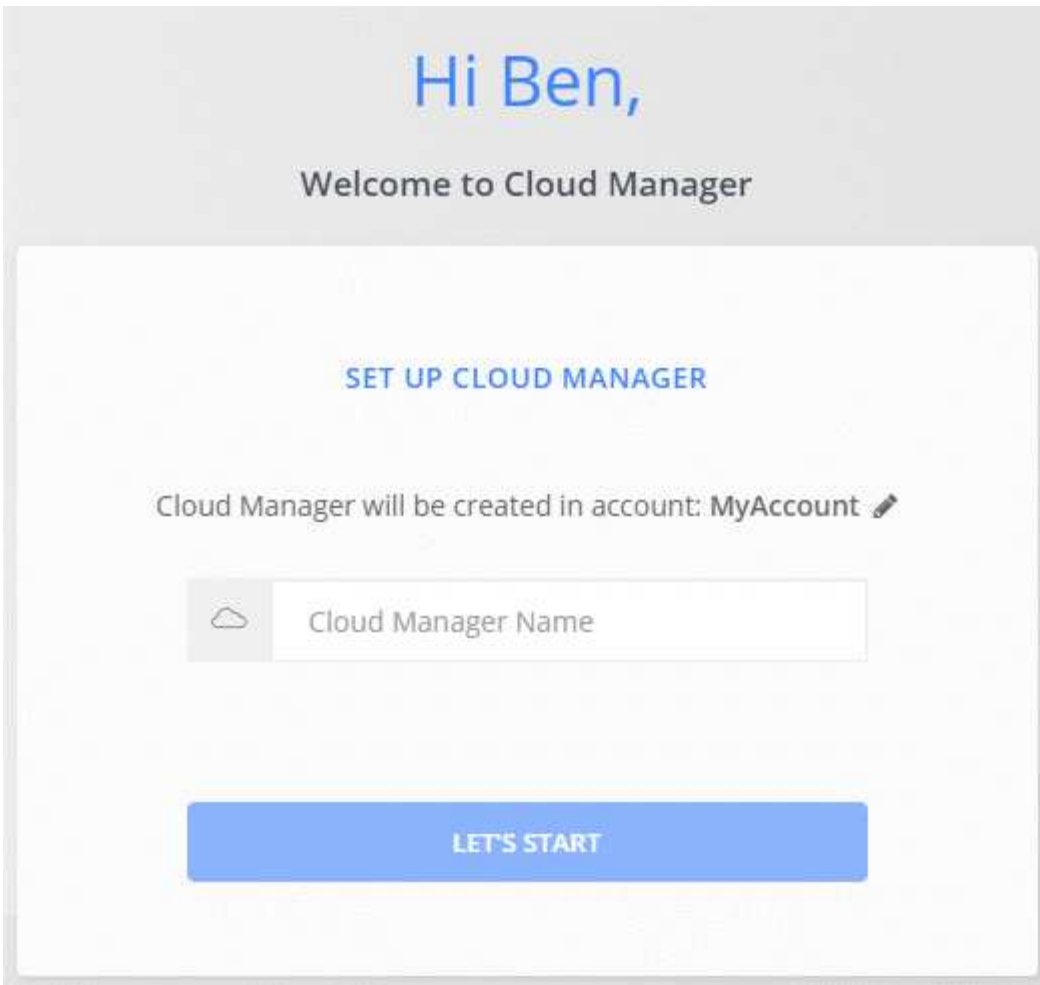 Hi Ben,
Welcome to Cloud Manager
SET UP CLOUD MANAGER
Cloud Manager will be created in account: MyAccount
Cloud Manager Name
LET'S START